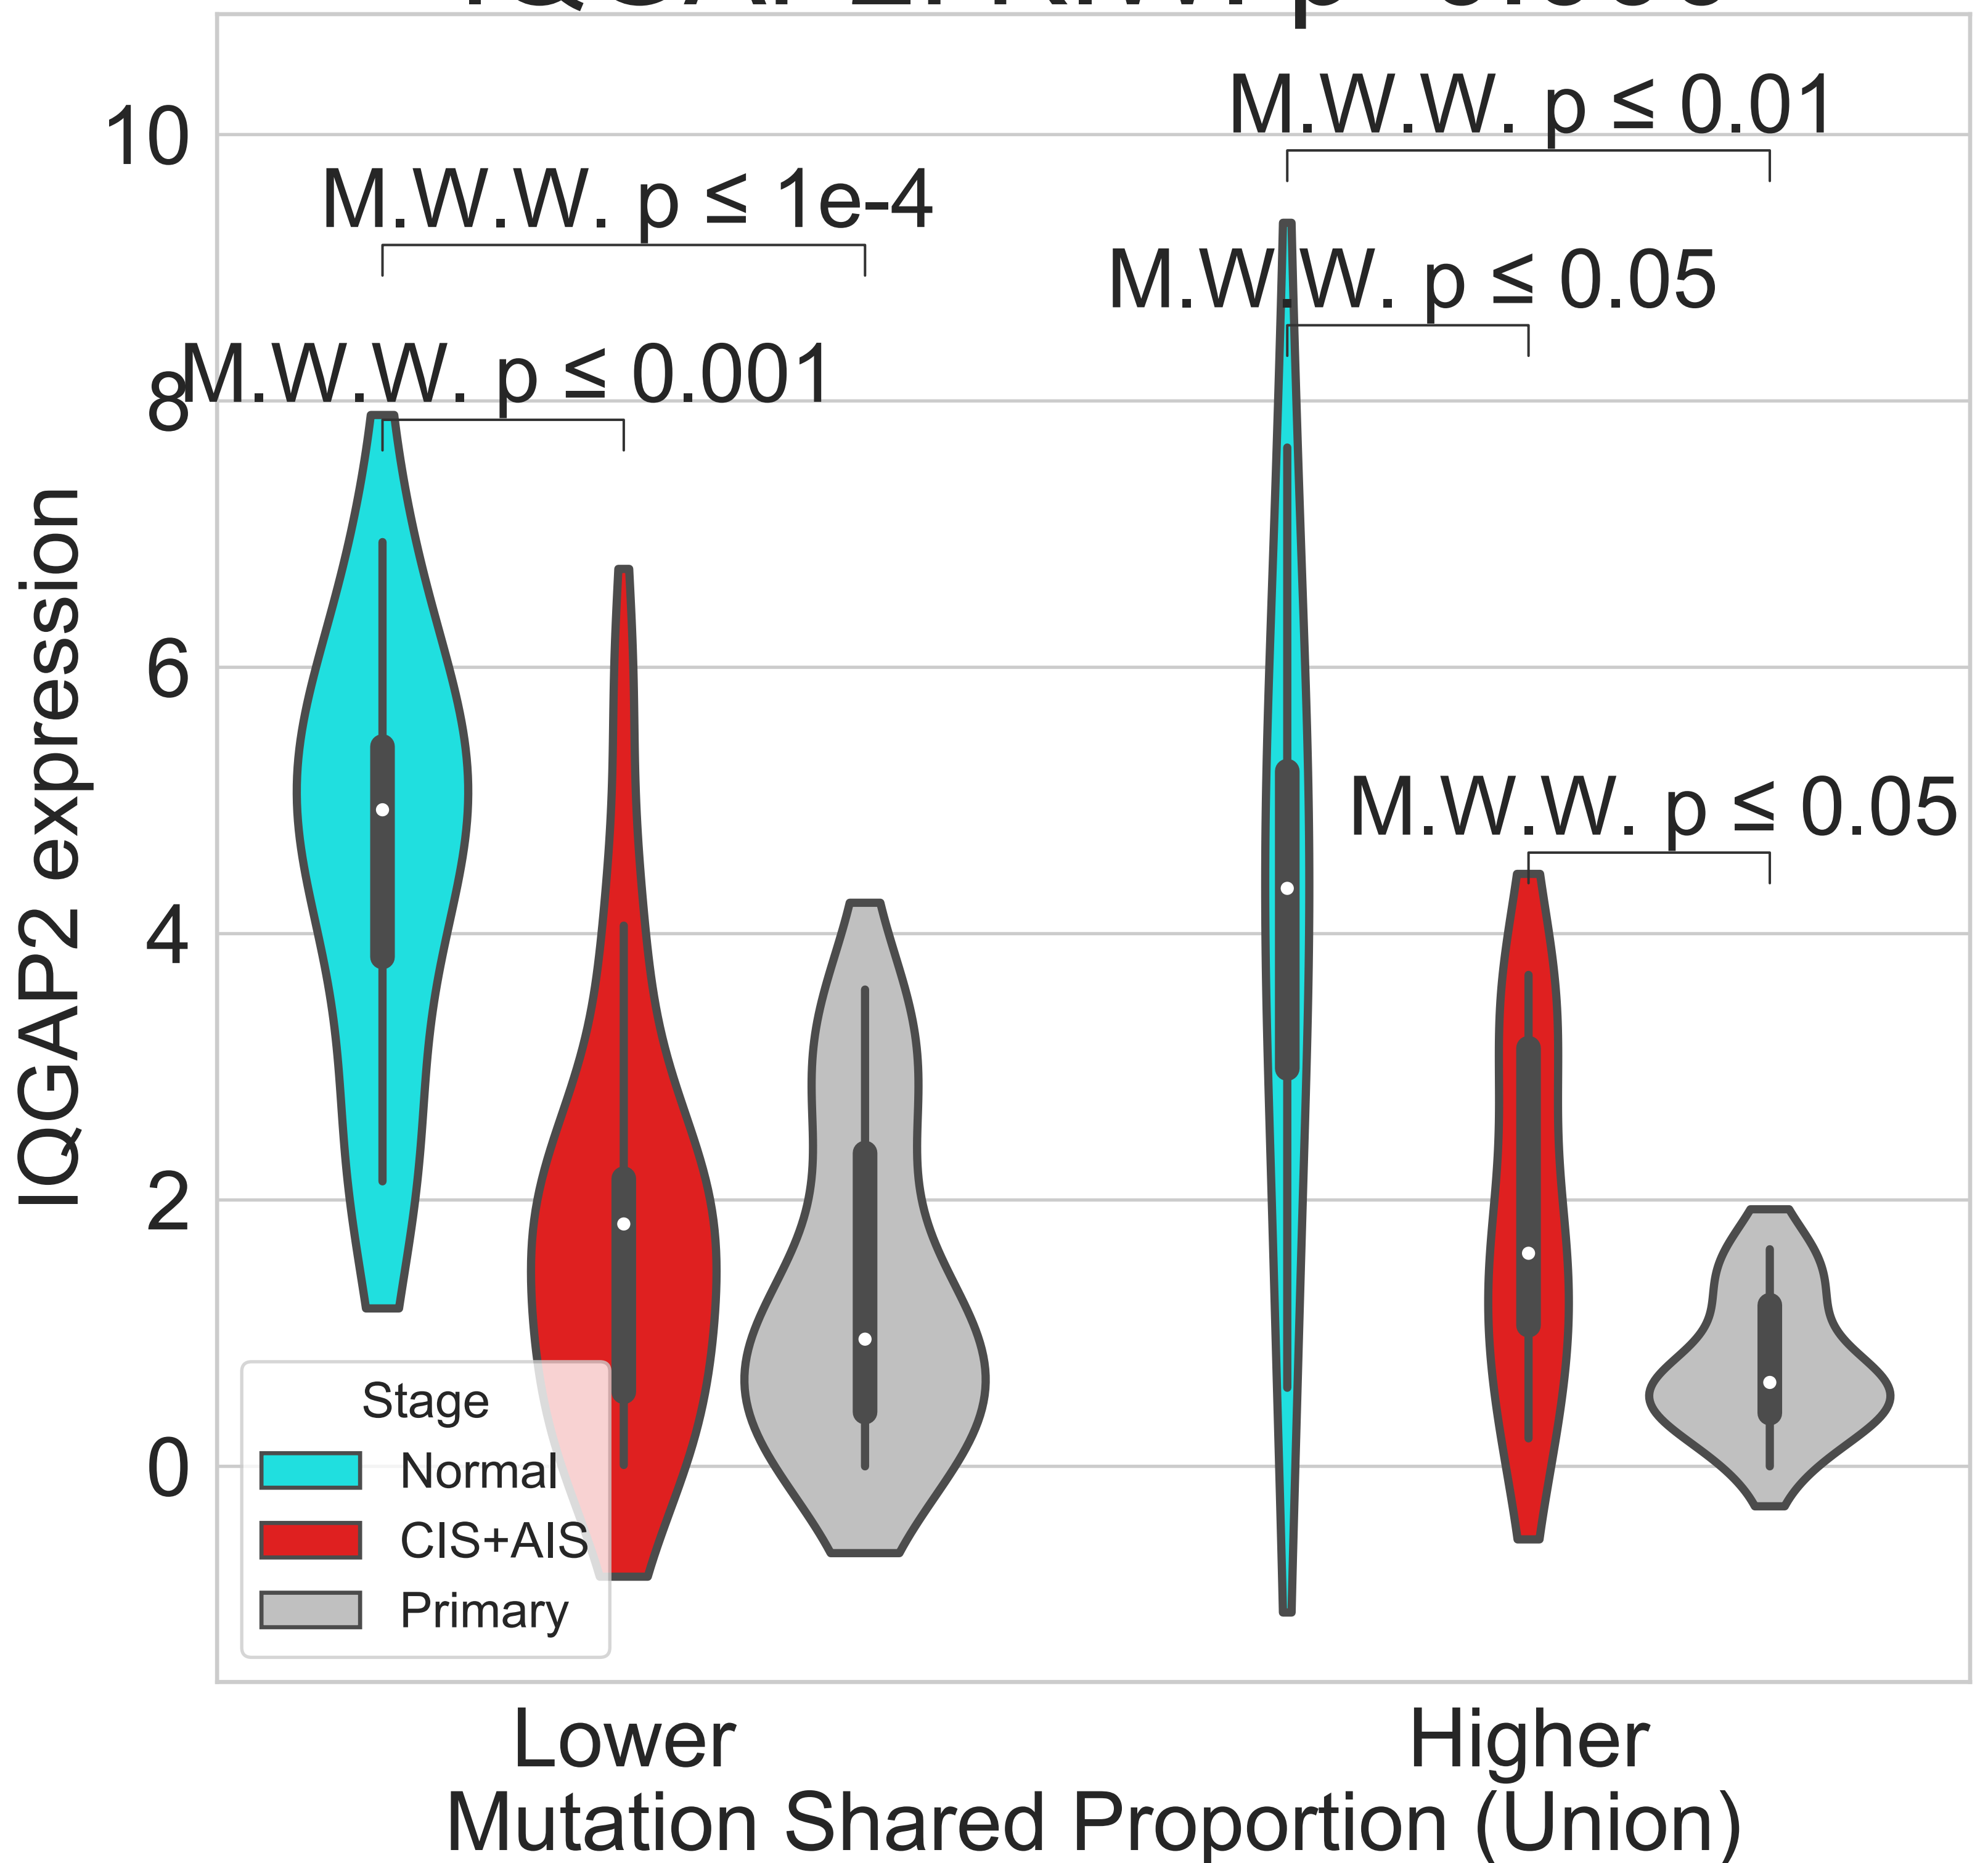 M.W.W. p ≤ 0.01
10
M.W.W. p ≤ 1e-4
M.W.W. p ≤ 0.05
M.W.W. p ≤ 0.001
8
6
M.W.W. p ≤ 0.05
4
2
0
IQGAP2 expression
Stage
Normal
CIS+AIS
Primary
Lower
Higher
Mutation Shared Proportion (Union)